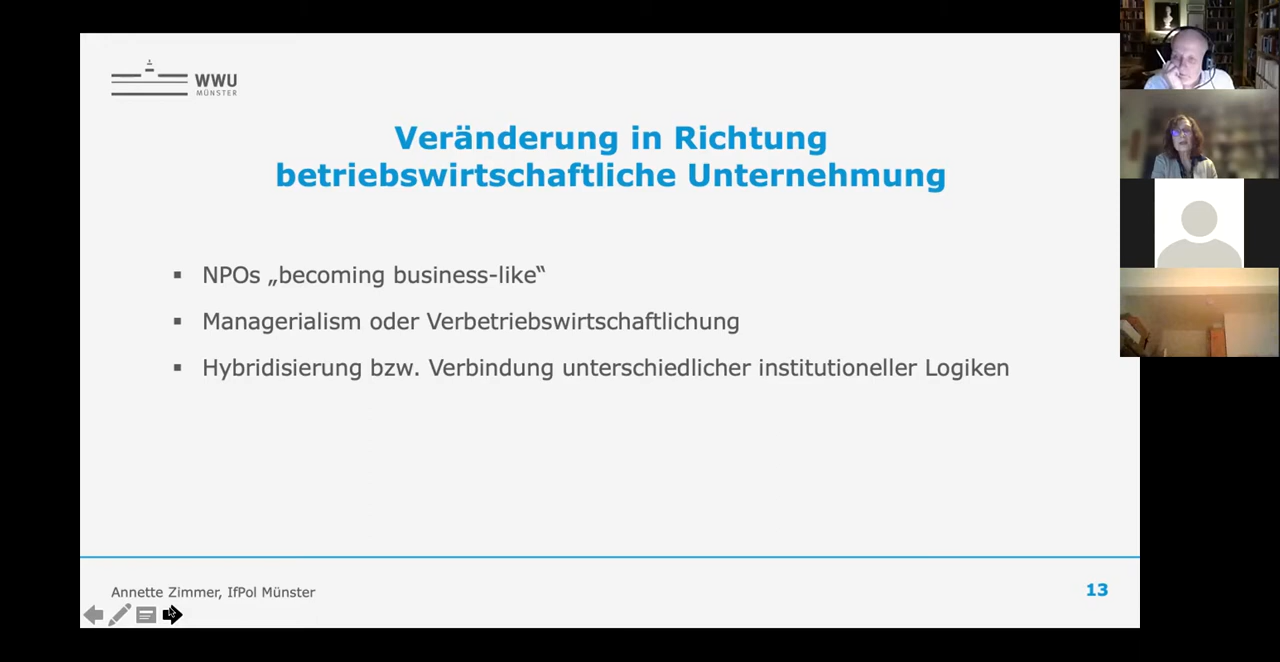 WWU
MÜNSTER
Veränderung in Richtung
betriebswirtschaftliche Unternehmung
▪ NPOs „becoming business-like“
▪ Managerialism oder Verbetriebswirtschaftlichung
▪ Hybridisierung bzw. Verbindung unterschiedlicher institutioneller Logiken
Annette Zimmer, IfPol Münster
13